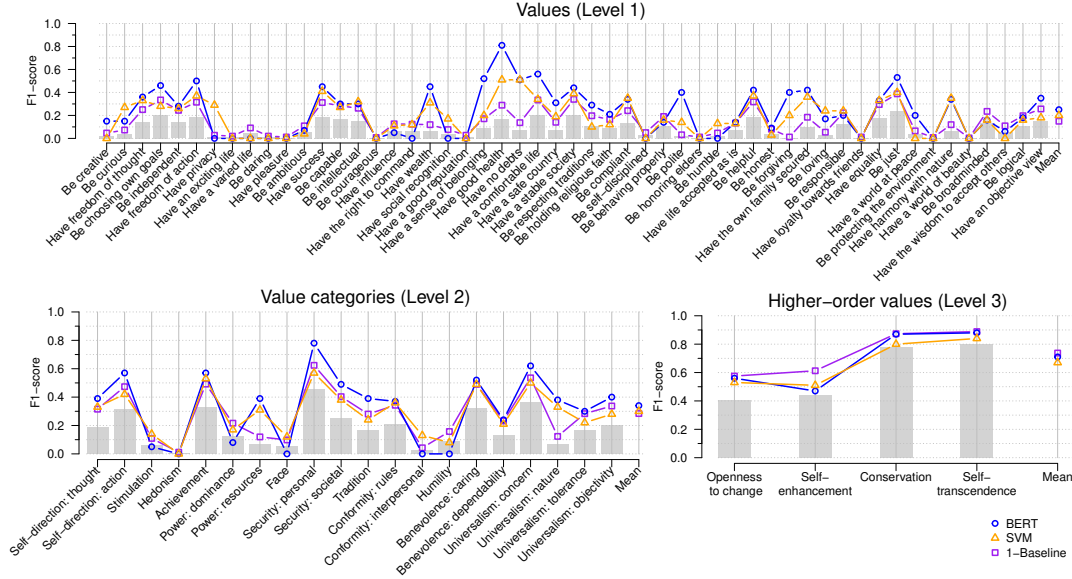 Values (Level 1)
F1−score
1.0
0.8
0.6
0.4
0.2
0.0
Be creative
Be curious
Have freedom of thought
Be choosing own goals
Be independent
Have freedom of action
Have privacy
Have an exciting life
Have a varied life
Be daring
Have pleasure
Be ambitious
Have success
Be capable
Be intellectual
Be courageous
Have influence
Have the right to command
Have wealth
Have social recognition
Have a good reputation
Have a sense of belonging
Have good health
Have no debts
Have a comfortable life
Have a safe country
Have a stable society
Be respecting traditions
Be holding religious faith
Be compliant
Be self−disciplined
Be behaving properly
Be polite
Be honoring elders
Be humble
Have life accepted as is
Be helpful
Be honest
Be forgiving
Have the own family secured
Be loving
Be responsible
Have loyalty towards friends
Have equality
Be just
Have a world at peace
Be protecting the environment
Have harmony with nature
Have a world of beauty
Be broadminded
Have the wisdom to accept others
Be logical
Have an objective view
Mean
Value categories (Level 2)
F1−score
1.0
0.8
0.6
0.4
0.2
0.0
Self−direction: thought
Self−direction: action
Stimulation
Hedonism
Achievement
Power: dominance
Power: resources
Face
Security: personal
Security: societal
Tradition
Conformity: rules
Conformity: interpersonal
Humility
Benevolence: caring
Benevolence: dependability
Universalism: concern
Universalism: nature
Universalism: tolerance
Universalism: objectivity
Mean
Higher−order values (Level 3)
F1−score
1.0
0.8
0.6
0.4
0.2
0.0
Openness
to change
Self−
enhancement
Conservation
Self−
transcendence
Mean
BERT
SVM
1−Baseline